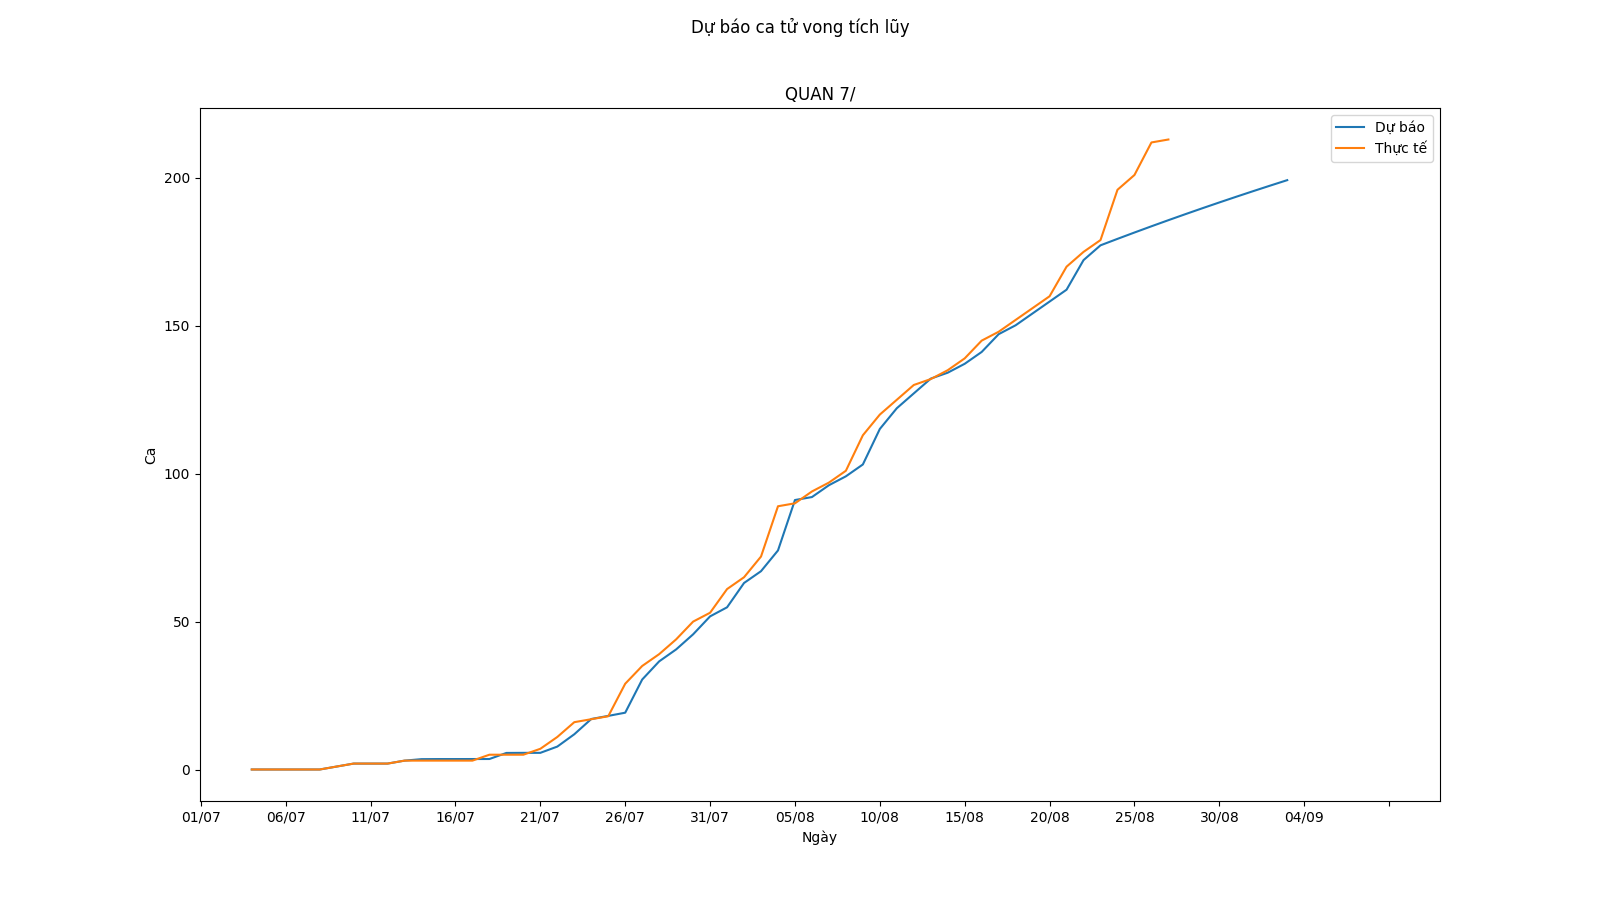 Dự báo ca tử vong tích lũy
QUAN 7/
Dự báo
Thực tế
200
150
100
50
0
Ca
01/07 06/07 11/07 16/07 21/07 26/07 31/07 05/08 10/08 15/08 20/08 25/08 30/08 04/09
Ngày